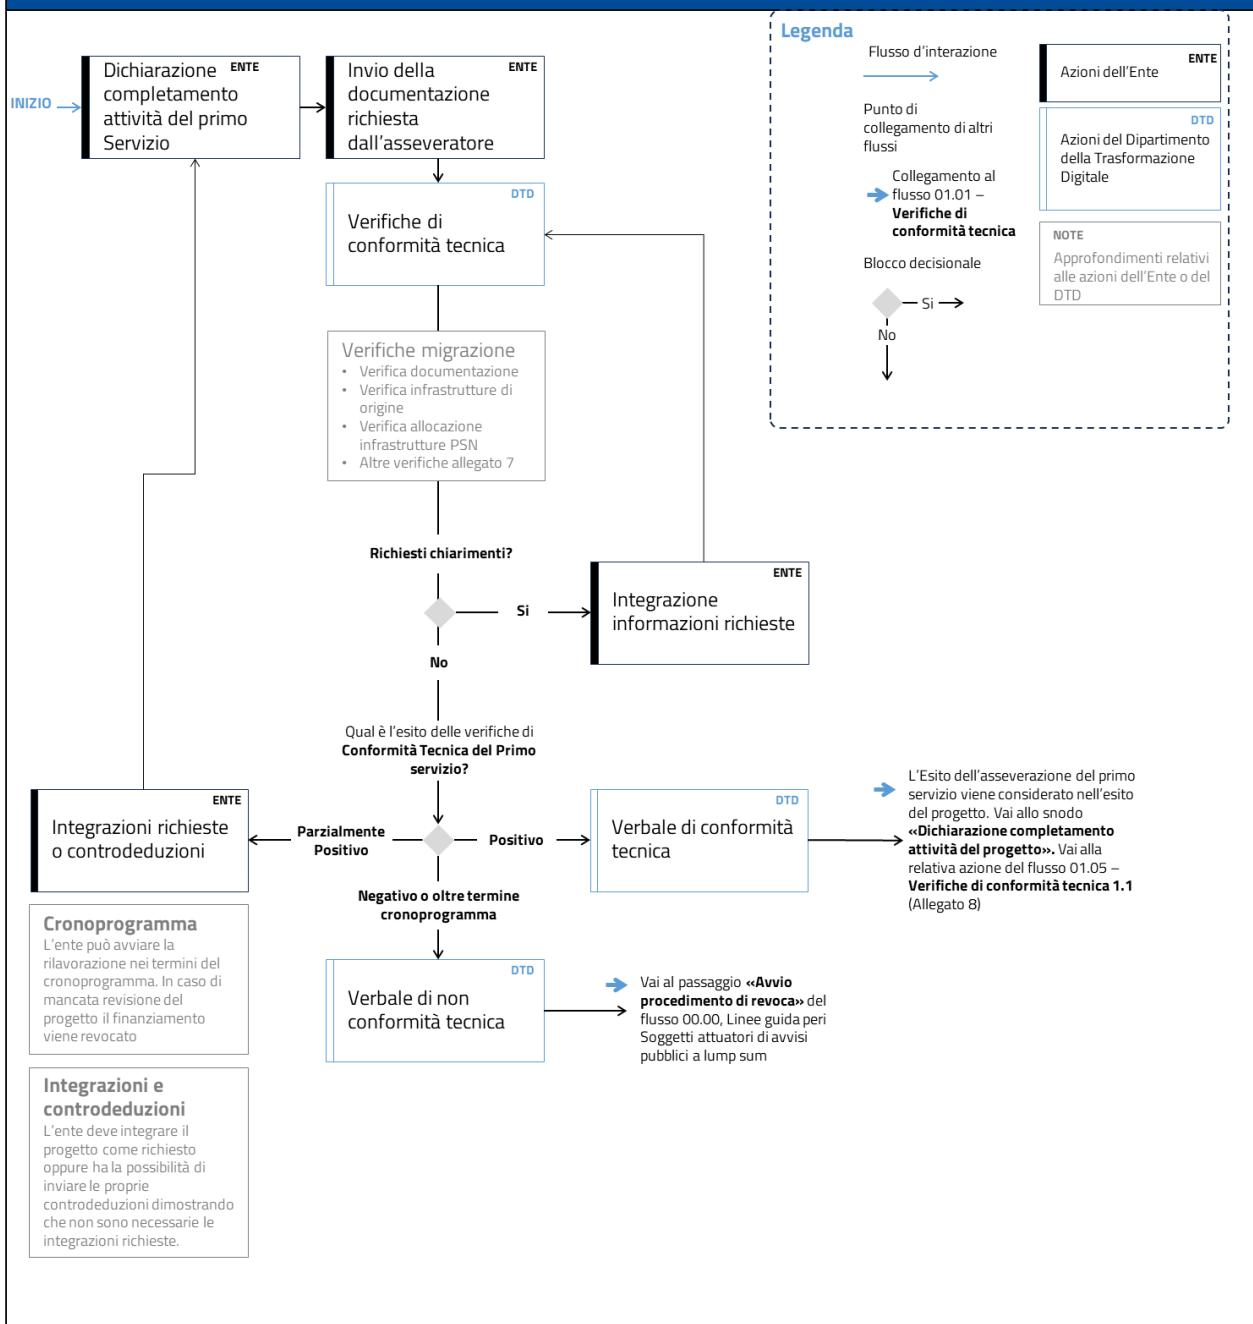 Legenda
Flusso d'interazione
Punto di
collegamento di altri
flussi
Collegamento al
flusso 01.01 –
Verifiche di
conformità tecnica
Blocco decisionale
Si
No
ENTE
Azioni dell'Ente
DTD
Azioni del Dipartimento
della Trasformazione
Digitale
NOTE
Approfondimenti relativi
alle azioni dell'Ente o del
DTD
INIZIO
ENTE
Dichiarazione
completamento
attività del primo
Servizio
ENTE
Invio della
documentazione
richiesta
dall'asseveratore
DTD
Verifiche di
conformità tecnica
Verifiche migrazione
• Verifica documentazione
• Verifica infrastrutture di
origine
• Verifica allocazione
infrastrutture PSN
• Altre verifiche allegato 7
Richiesti chiarimenti?
Si
ENTE
Integrazione
informazioni richieste
No
Qual è l'esito delle verifiche di
Conformità Tecnica del Primo
servizio?
Parzialmente
Positivo
Positivo
Negativo o oltre termine
cronoprogramma
ENTE
Integrazioni richieste
o controdeduzioni
DTD
Verbale di conformità
tecnica
L'Esito dell'asseverazione del primo
servizio viene considerato nell'esito
del progetto. Vai allo snodo
«Dichiarazione completamento
attività del progetto». Vai alla
relativa azione del flusso 01.05 –
Verifiche di conformità tecnica 1.1
(Allegato 8)
Cronoprogramma
L'ente può avviare la
rilavorazione nei termini del
cronoprogramma. In caso di
mancata revisione del
progetto il finanziamento
viene revocato
DTD
Verbale di non
conformità tecnica
Vai al passaggio «Avvio
procedimento di revoca» del
flusso 00.00, Linee guida peri
Soggetti attuatori di avvisi
pubblici a lump sum
Integrazioni e
controdeduzioni
L'ente deve integrare il
progetto come richiesto
oppure ha la possibilità di
inviare le proprie
controdeduzioni dimostrando
che non sono necessarie le
integrazioni richieste.